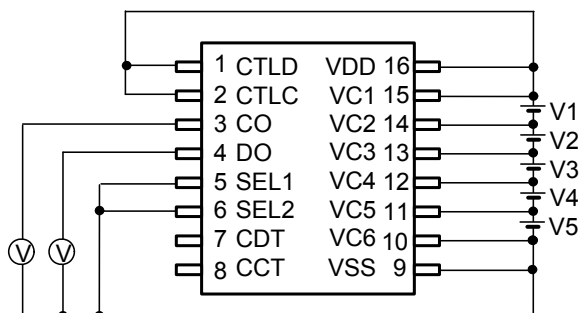 1 CTLD VDD 16
2 CTLC VC1 15
V1
3 CO VC2 14
V2
4 DO VC3 13
V3
5 SEL1 VC4 12
V4
6 SEL2 VC5 11
V5
7 CDT VC6 10
V V
8 CCT VSS 9